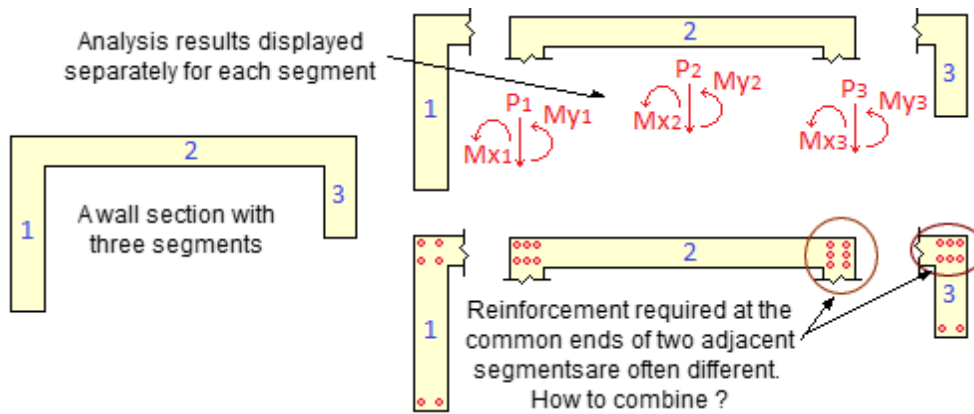 Analysis results displayed
separately for each segment
1
2
3
P1
My1
Mx1
P2
My2
Mx2
P3
My3
Mx3
2
1
3
A wall section with
three segments
1
2
3
Reinforcement required at the
common ends of two adjacent
segmentsare often different.
How to combine ?